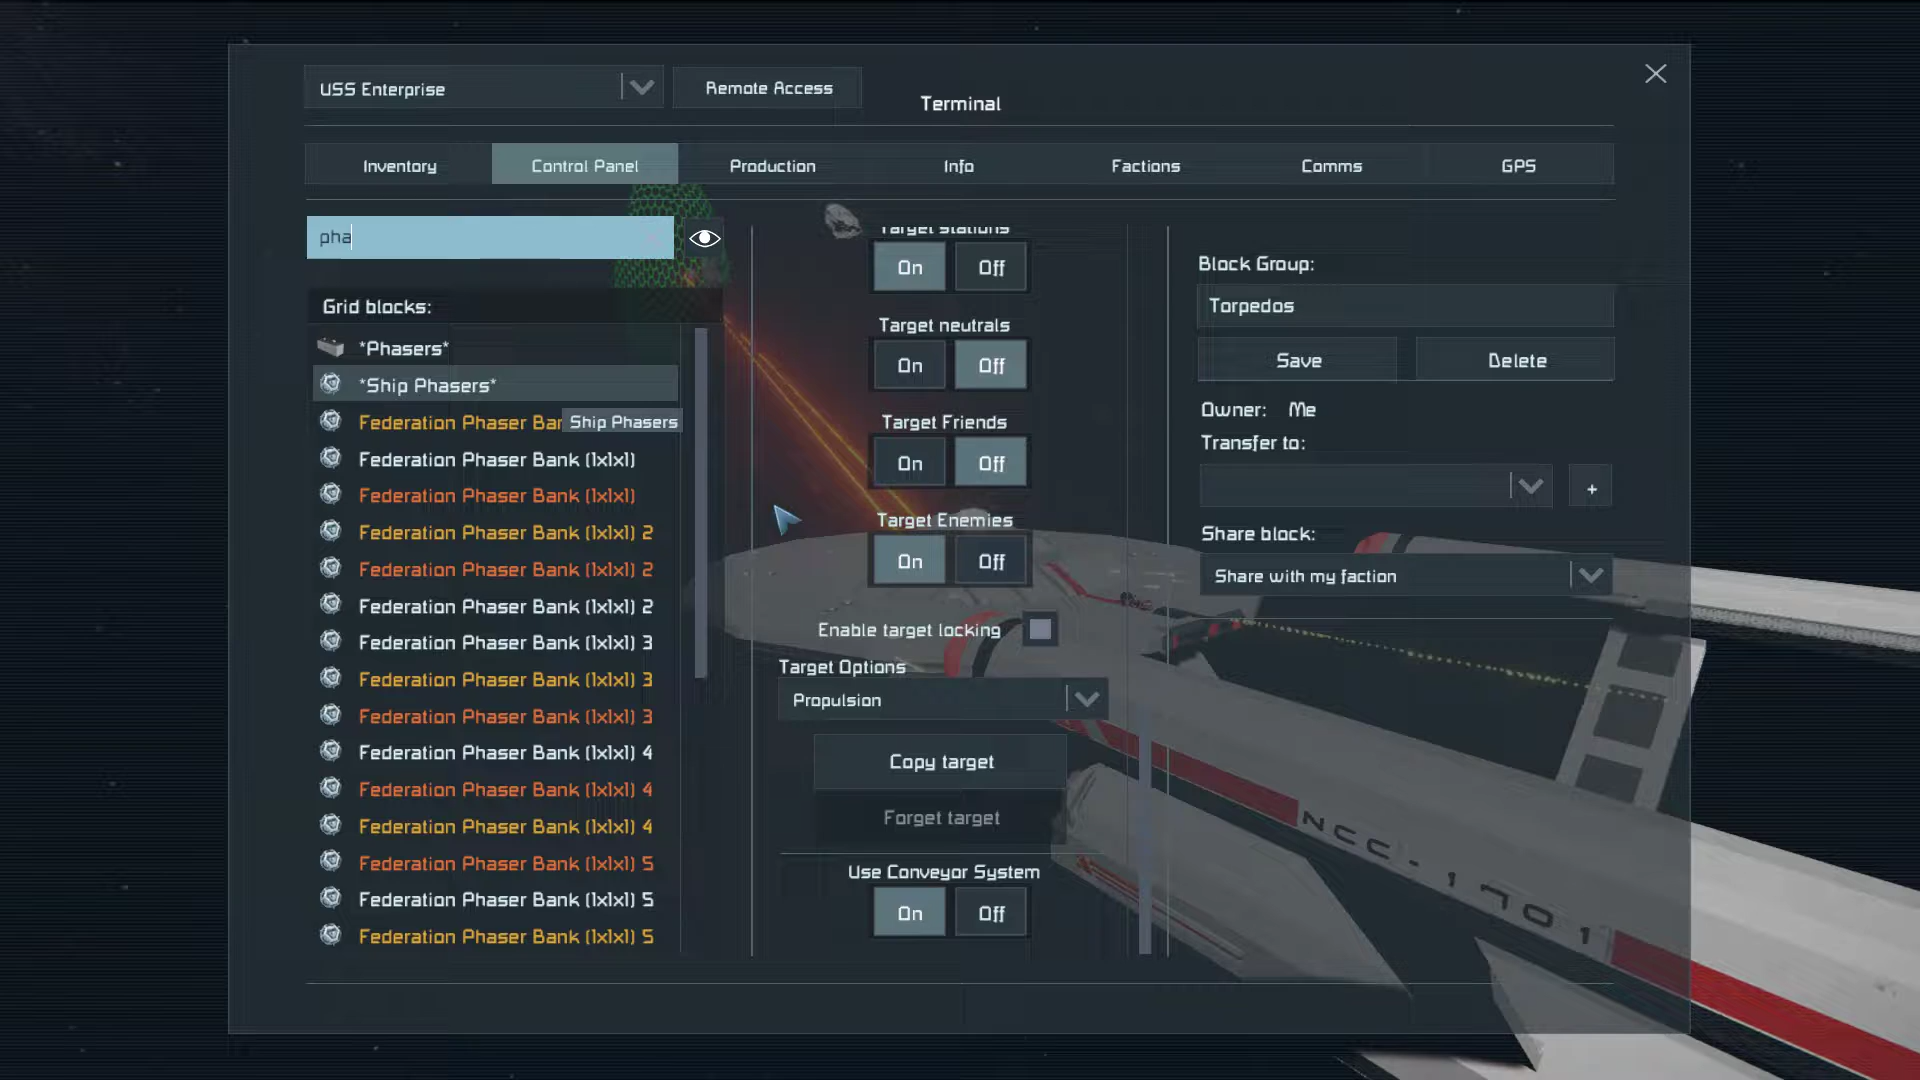 USS Enterprise
Remote Access
Terminal
Inventory
Control Panel
Production
Info
Factions
Comms
GPS
pha
Grid blocks:
*Phasers*
*Ship Phasers*
Federation Phaser Ban
Ship Phasers
Federation Phaser Bank (1x1x1)
Federation Phaser Bank (1x1x1)
Federation Phaser Bank (1x1x1) 2
Federation Phaser Bank (1x1x1) 2
Federation Phaser Bank (1x1x1) 2
Federation Phaser Bank (1x1x1) 3
Federation Phaser Bank (1x1x1) 3
Federation Phaser Bank (1x1x1) 3
Federation Phaser Bank (1x1x1) 4
Federation Phaser Bank (1x1x1) 4
Federation Phaser Bank (1x1x1) 4
Federation Phaser Bank (1x1x1) 5
Federation Phaser Bank (1x1x1) 5
Federation Phaser Bank (1x1x1) 5
Target stations
On Off
Target neutrals
On Off
Target Friends
On Off
Target Enemies
On Off
Enable target locking
Target Options
Propulsion
Copy target
Forget target
Use Conveyor System
On Off
Block Group:
Torpedos
Save
Delete
Owner: Me
Transfer to:
+
Share block:
Share with my faction
NCC-1701